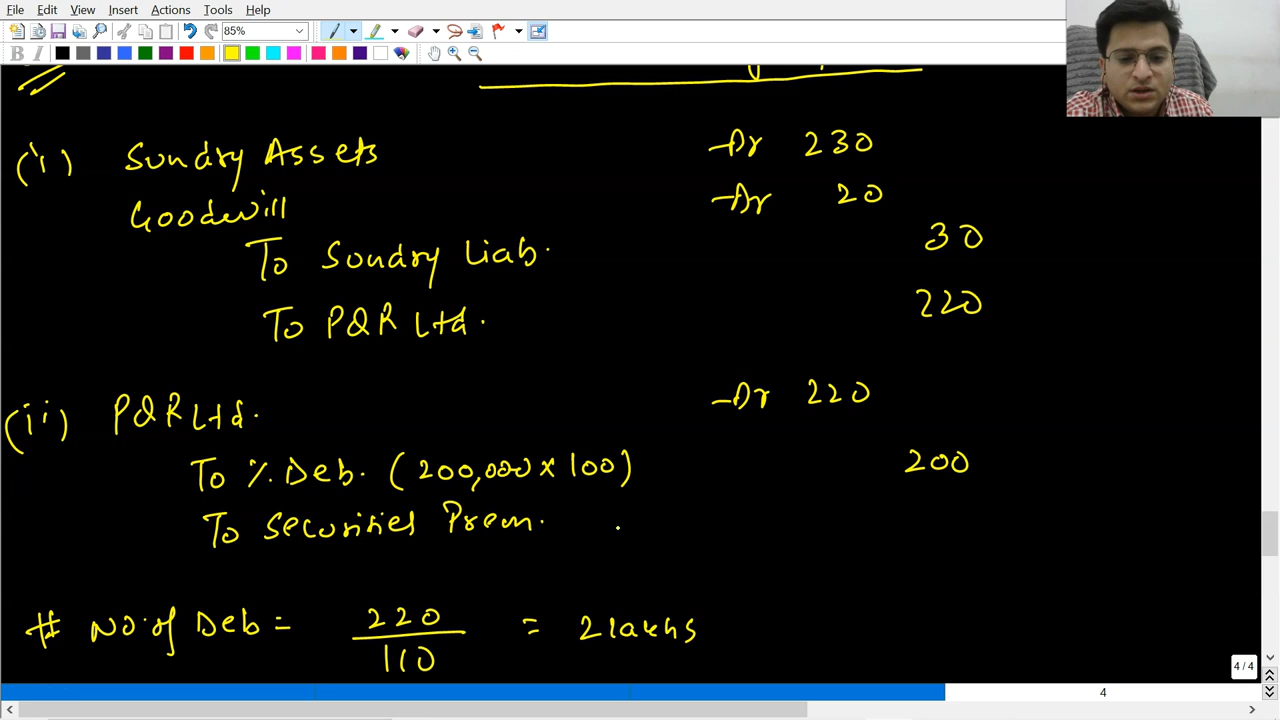 File Edit View Insert Actions Tools Help
85%
B I U
(i) Sundry Assets -Dr 230
Goodwill -Dr 20
To Sundry Liab. 30
To P&R Ltd. 220
(ii) P&R Ltd. -Dr 220
To % Deb. (200,000 × 100) 200
To Securities Prem.
# No. of Deb = 220 / 110 = 2 lakhs
4 / 4
4